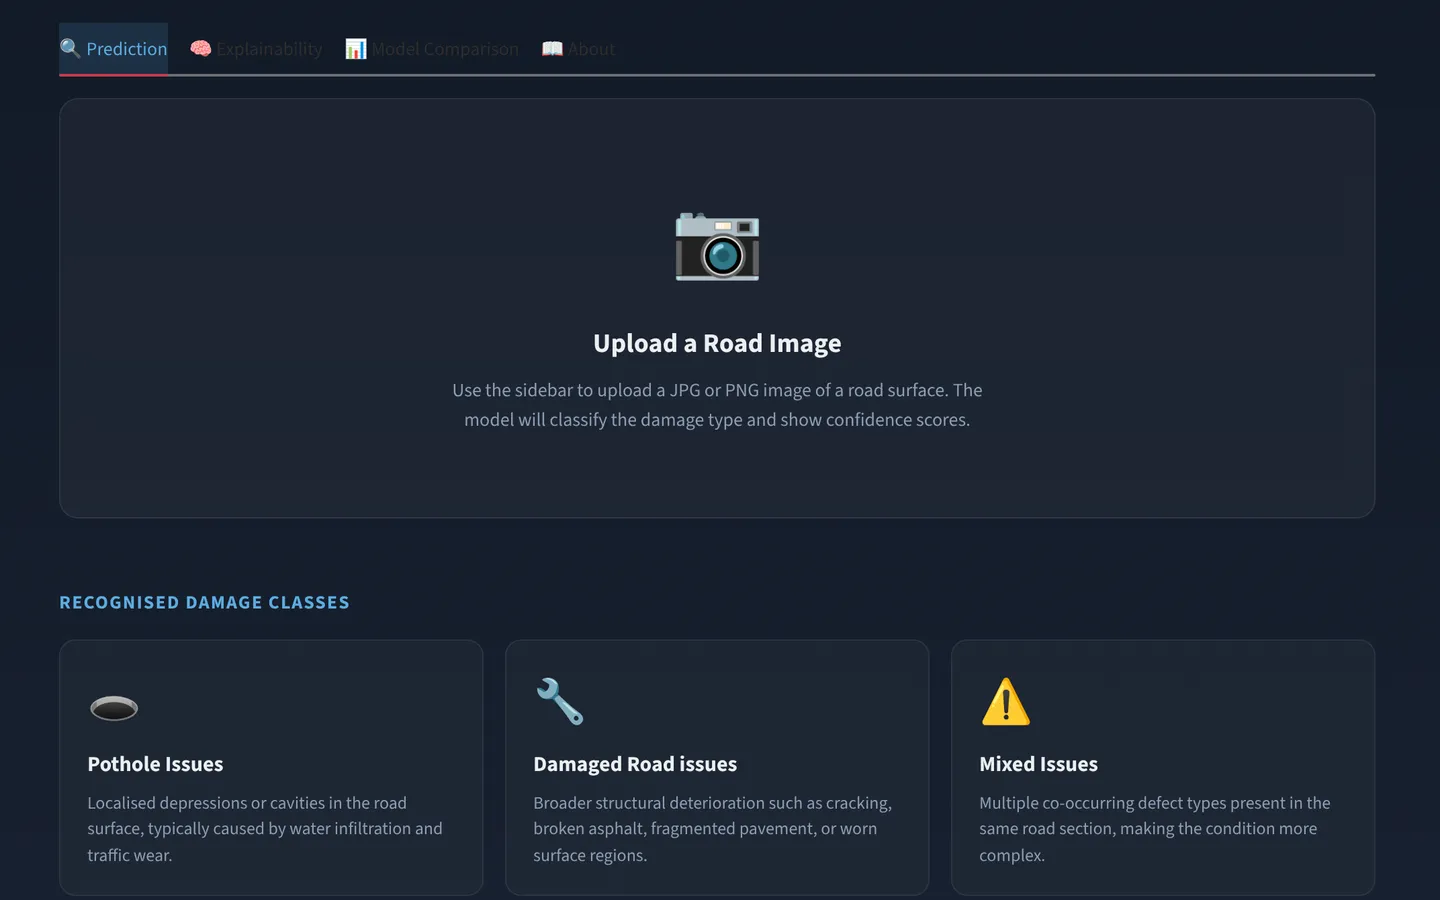 Prediction Explainability Model Comparison About
Upload a Road Image
Use the sidebar to upload a JPG or PNG image of a road surface. The
model will classify the damage type and show confidence scores.
RECOGNISED DAMAGE CLASSES
Pothole Issues
Localised depressions or cavities in the road
surface, typically caused by water infiltration and
traffic wear.
Damaged Road issues
Broader structural deterioration such as cracking,
broken asphalt, fragmented pavement, or worn
surface regions.
Mixed Issues
Multiple co-occurring defect types present in the
same road section, making the condition more
complex.